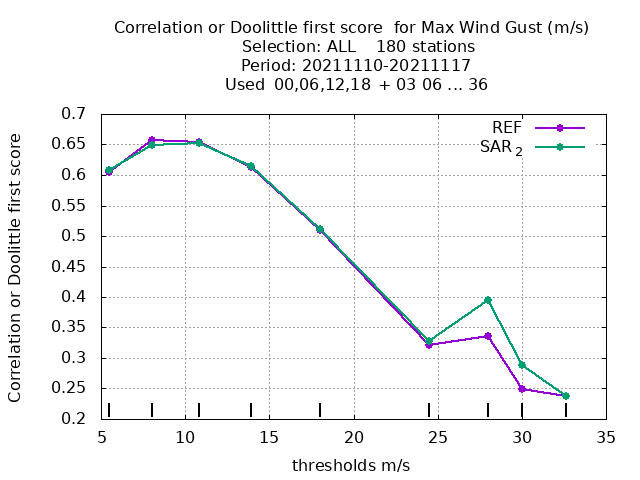 Correlation or Doolittle first score  for Max Wind Gust (m/s)
Selection: ALL    180 stations
Period: 20211110-20211117
Used  00,06,12,18  + 03 06 ... 36
Correlation or Doolittle first score
0.7
0.65
0.6
0.55
0.5
0.45
0.4
0.35
0.3
0.25
0.2
REF
SAR 2
5 10 15 20 25 30 35
thresholds m/s